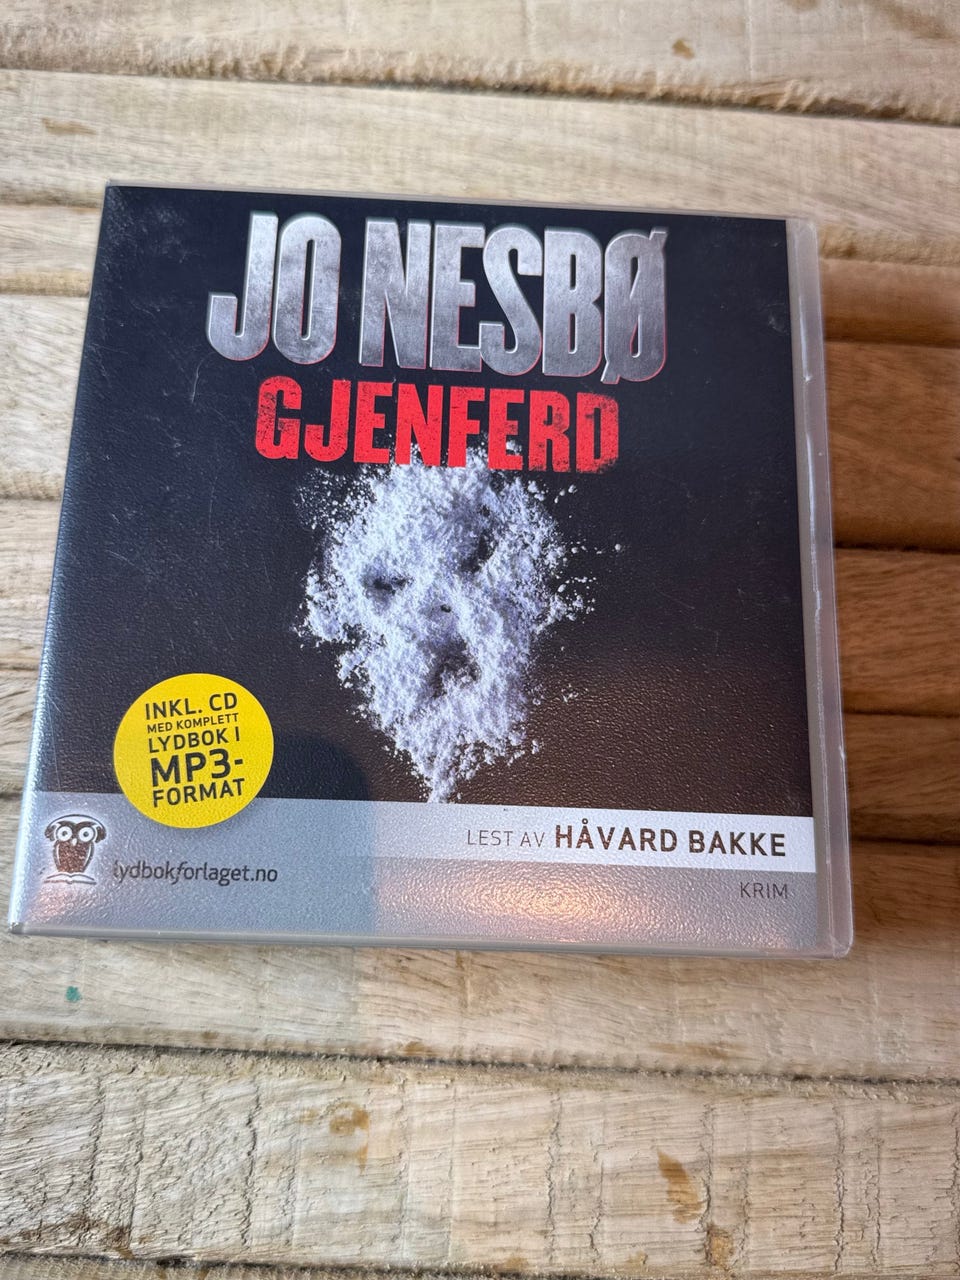 JO NESBØ
GJENFERD
INKL. CD
MED KOMPLETT
LYDBOK I
MP3-
FORMAT
LEST AV HÅVARD BAKKE
lydbokforlaget.no
KRIM